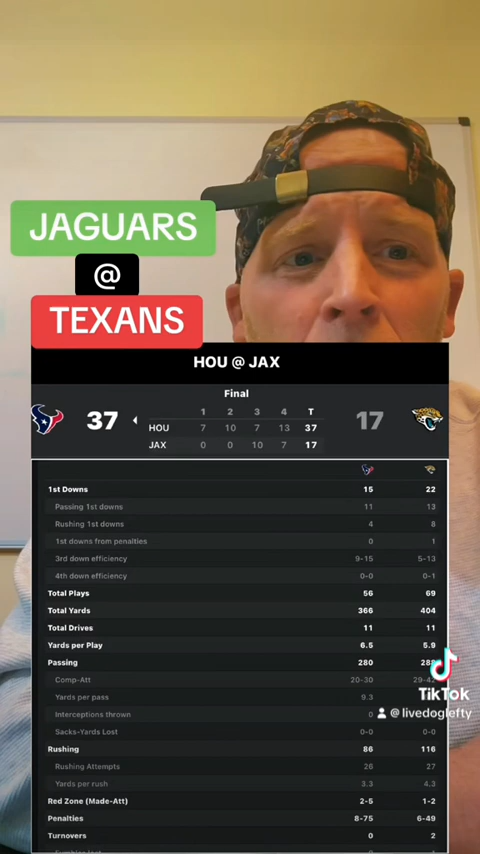 JAGUARS
@
TEXANS
HOU @ JAX
Final
1 2 3 4 T
37 HOU 7 10 7 13 37 17
JAX 0 0 10 7 17
1st Downs 15 22
Passing 1st downs 11 13
Rushing 1st downs 4 8
1st downs from penalties 0 1
3rd down efficiency 9-15 5-13
4th down efficiency 0-0 0-1
Total Plays 56 69
Total Yards 366 404
Total Drives 11 11
Yards per Play 6.5 5.9
Passing 280
Comp-Att 20-30
Yards per pass 9.3
TikTok
Interceptions thrown 0
@livedoglefty
Sacks-Yards Lost 0-0 0-0
Rushing 86 116
Rushing Attempts 26 27
Yards per rush 3.3 4.3
Red Zone (Made-Att) 2-5 1-2
Penalties 8-75 6-49
Turnovers 0 2